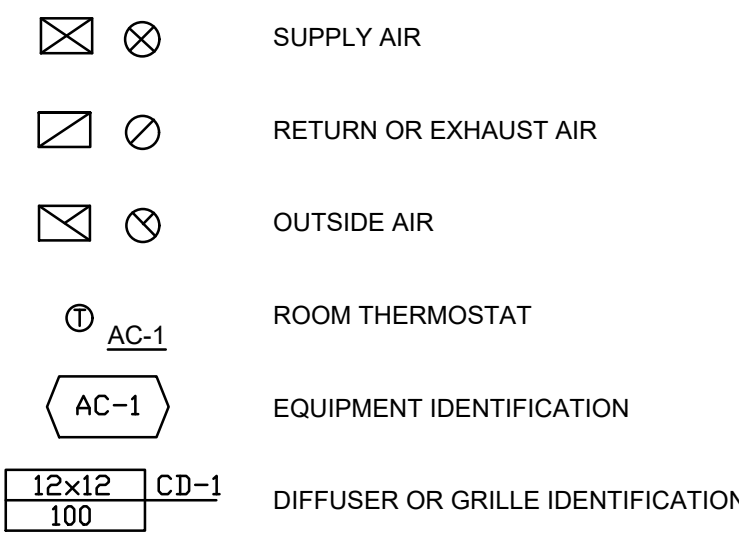 SUPPLY AIR
RETURN OR EXHAUST AIR
OUTSIDE AIR
T AC-1 ROOM THERMOSTAT
AC-1 EQUIPMENT IDENTIFICATION
12x12 CD-1
100
DIFFUSER OR GRILLE IDENTIFICATION